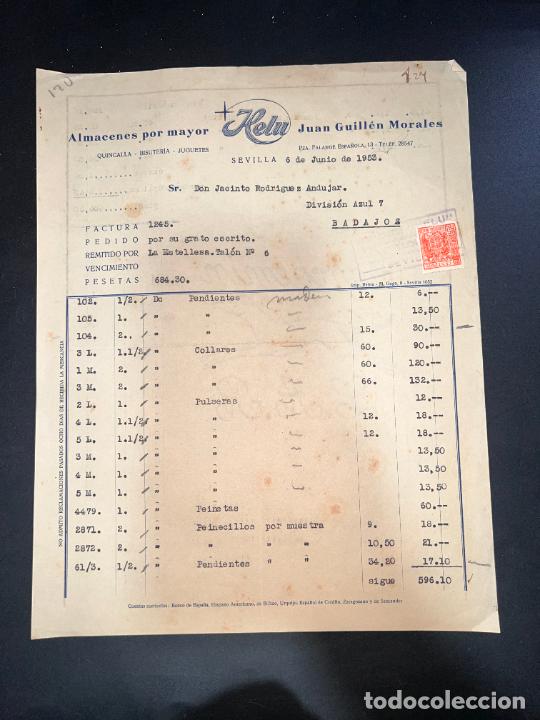 120
124
Almacenes por mayor Helu Juan Guillén Morales
QUINCALLA - BISUTERÍA - JUGUETES
PZA. FALANGE ESPAÑOLA, 13 - TELEF. 28547
SEVILLA 6 de Junio de 1953.
Sr. Don Jacinto Rodriguez Andujar.
División Azul 7
BADAJOZ
FACTURA 1245.
PEDIDO por su grato escrito.
REMITIDO POR La Estellesa. Talón Nº 6
VENCIMIENTO
PESETAS 684.30.
102. 1/2. Dc Pendientes 12. 6.--
105. 1. " " 13,50
104. 2.. " " 15. 30.--
3 L. 1.1/2 " Collares 60. 90.--
1 M. 2. " " 60. 120.--
3 M. 2. " " 66. 132.--
2 L. 1. " Pulseras 12.--
4 L. 1.1/2 " " 12. 18.--
5 L. 1.1/2 " " 12. 18.--
3 M. 1. " " 13,50
4 M. 1. " " 13,50
5 M. 1. " " 13,50
4479. 1. " Peinetas 60.--
2871. 2. " Peinecillos por muestra 9. 18.--
2872. 2. " " " " 10,50 21.--
61/3. 1/2. " Pendientes " " 34,20 17.10
sigue 596.10
NO ADMITO RECLAMACIONES PASADOS OCHO DIAS DE RECIBIDA LA MERCANCIA
Cuentas corrientes: Banco de España, Hispano Americano, de Bilbao, Urquijo, Español de Crédito, Zaragozano y de Santander
todocoleccion.net